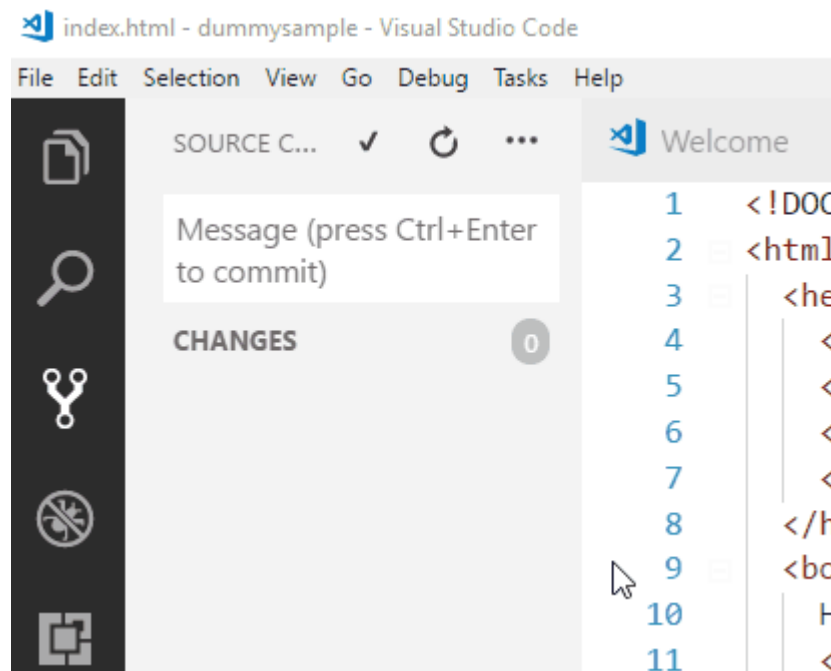 index.html - dummysample - Visual Studio Code
File Edit Selection View Go Debug Tasks Help
SOURCE C...
Welcome
Message (press Ctrl+Enter
to commit)
CHANGES 0
1 <!DOC
2 <html
3 <he
4 <
5 <
6 <
7 <
8 </h
9 <bo
10 H
11 <